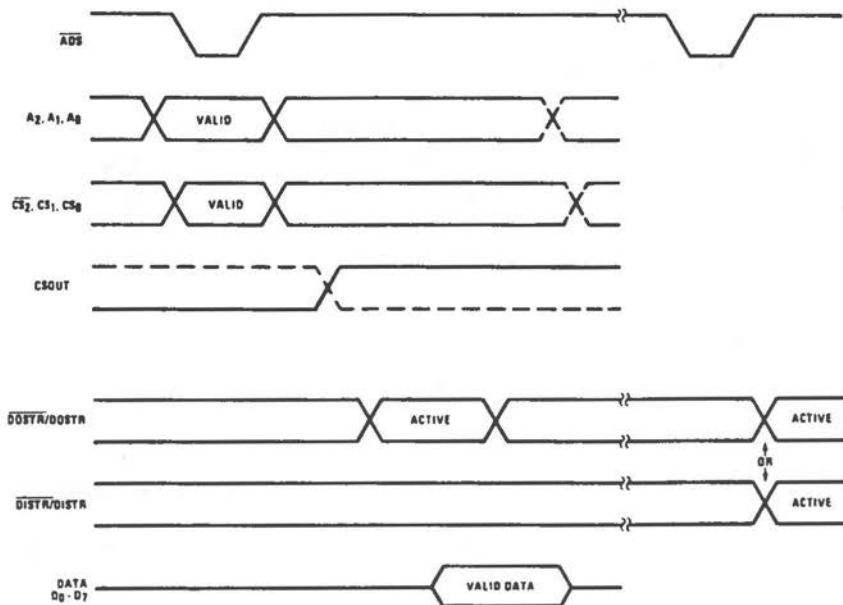 ADS
A2, A1, A0
VALID
CS2, CS1, CS0
VALID
CSOUT
DOSTR/DOSTR
ACTIVE
ACTIVE
OR
DISTR/DISTR
ACTIVE
DATA
D0 - D7
VALID DATA